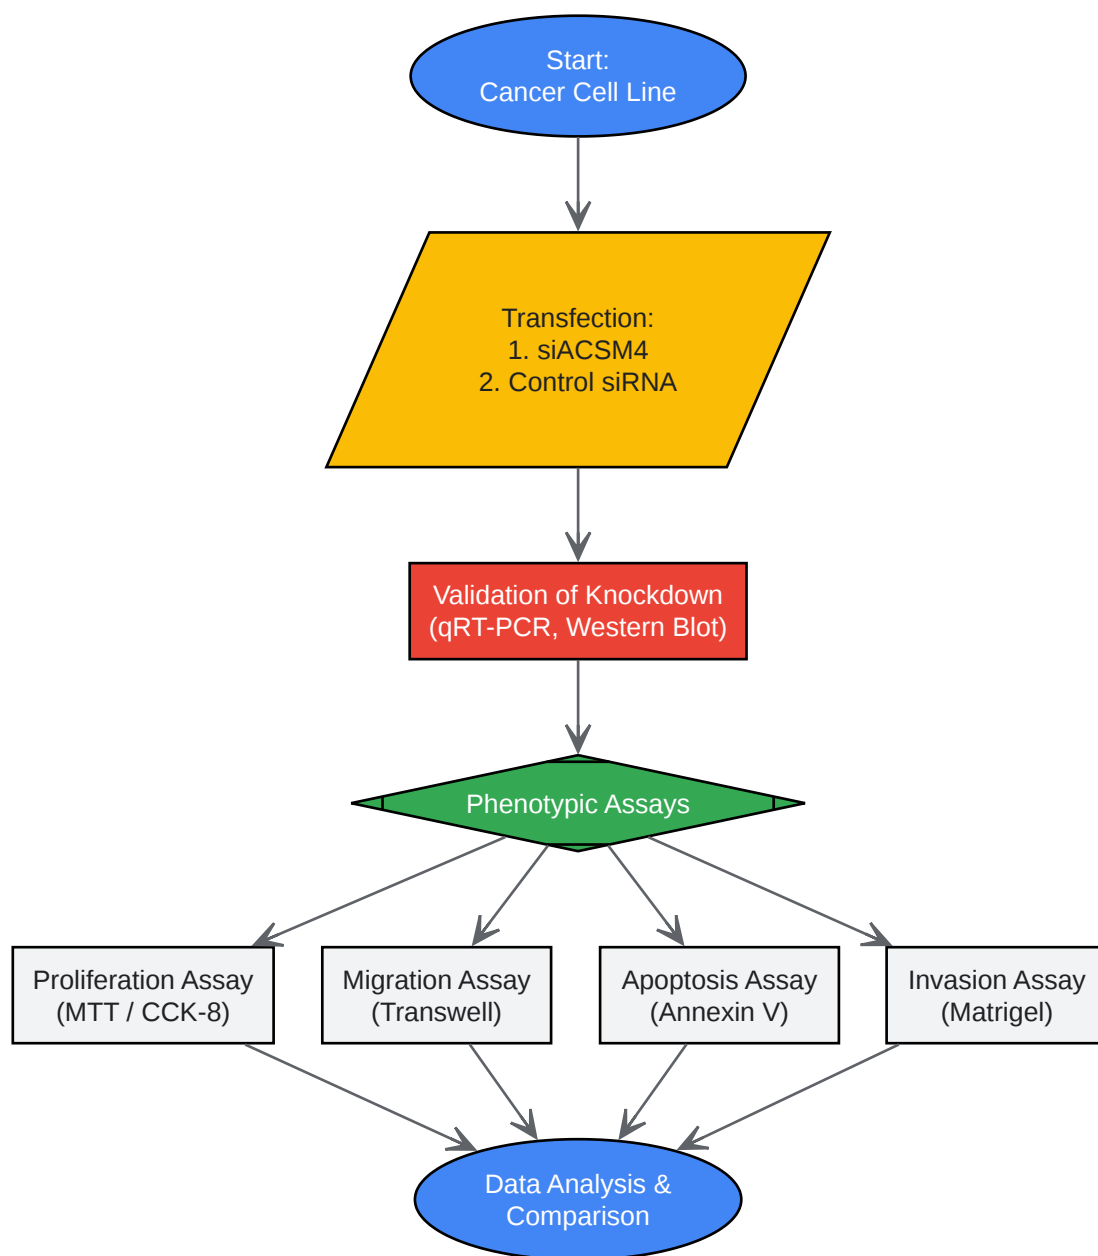 Start:
Cancer Cell Line
Transfection:
1. siACSM4
2. Control siRNA
Validation of Knockdown
(qRT-PCR, Western Blot)
Phenotypic Assays
Proliferation Assay
(MTT / CCK-8)
Migration Assay
(Transwell)
Apoptosis Assay
(Annexin V)
Invasion Assay
(Matrigel)
Data Analysis &
Comparison